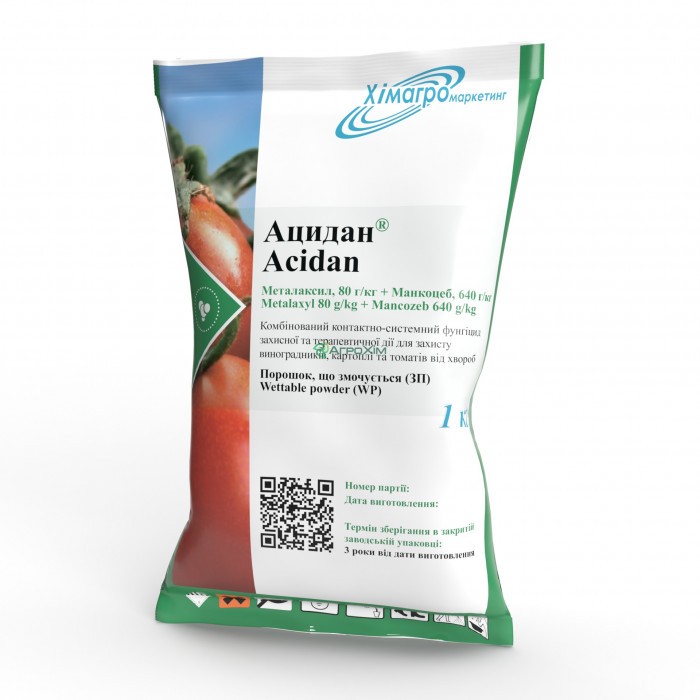 Хімагро
маркетинг
Ацидан®
Acidan
Металаксил, 80 г/кг + Манкоцеб, 640 г/кг
Metalaxyl 80 g/kg + Mancozeb 640 g/kg
Комбінований контактно-системний фунгіцид
захисної та терапевтичної дії для захисту
АгроХім
виноградників, картоплі та томатів від хвороб
Порошок, що змочується (ЗП)
Wettable powder (WP)
1
Номер партії:
Дата виготовлення:
Термін зберігання в закритій
заводській упаковці:
3 роки від дати виготовлення